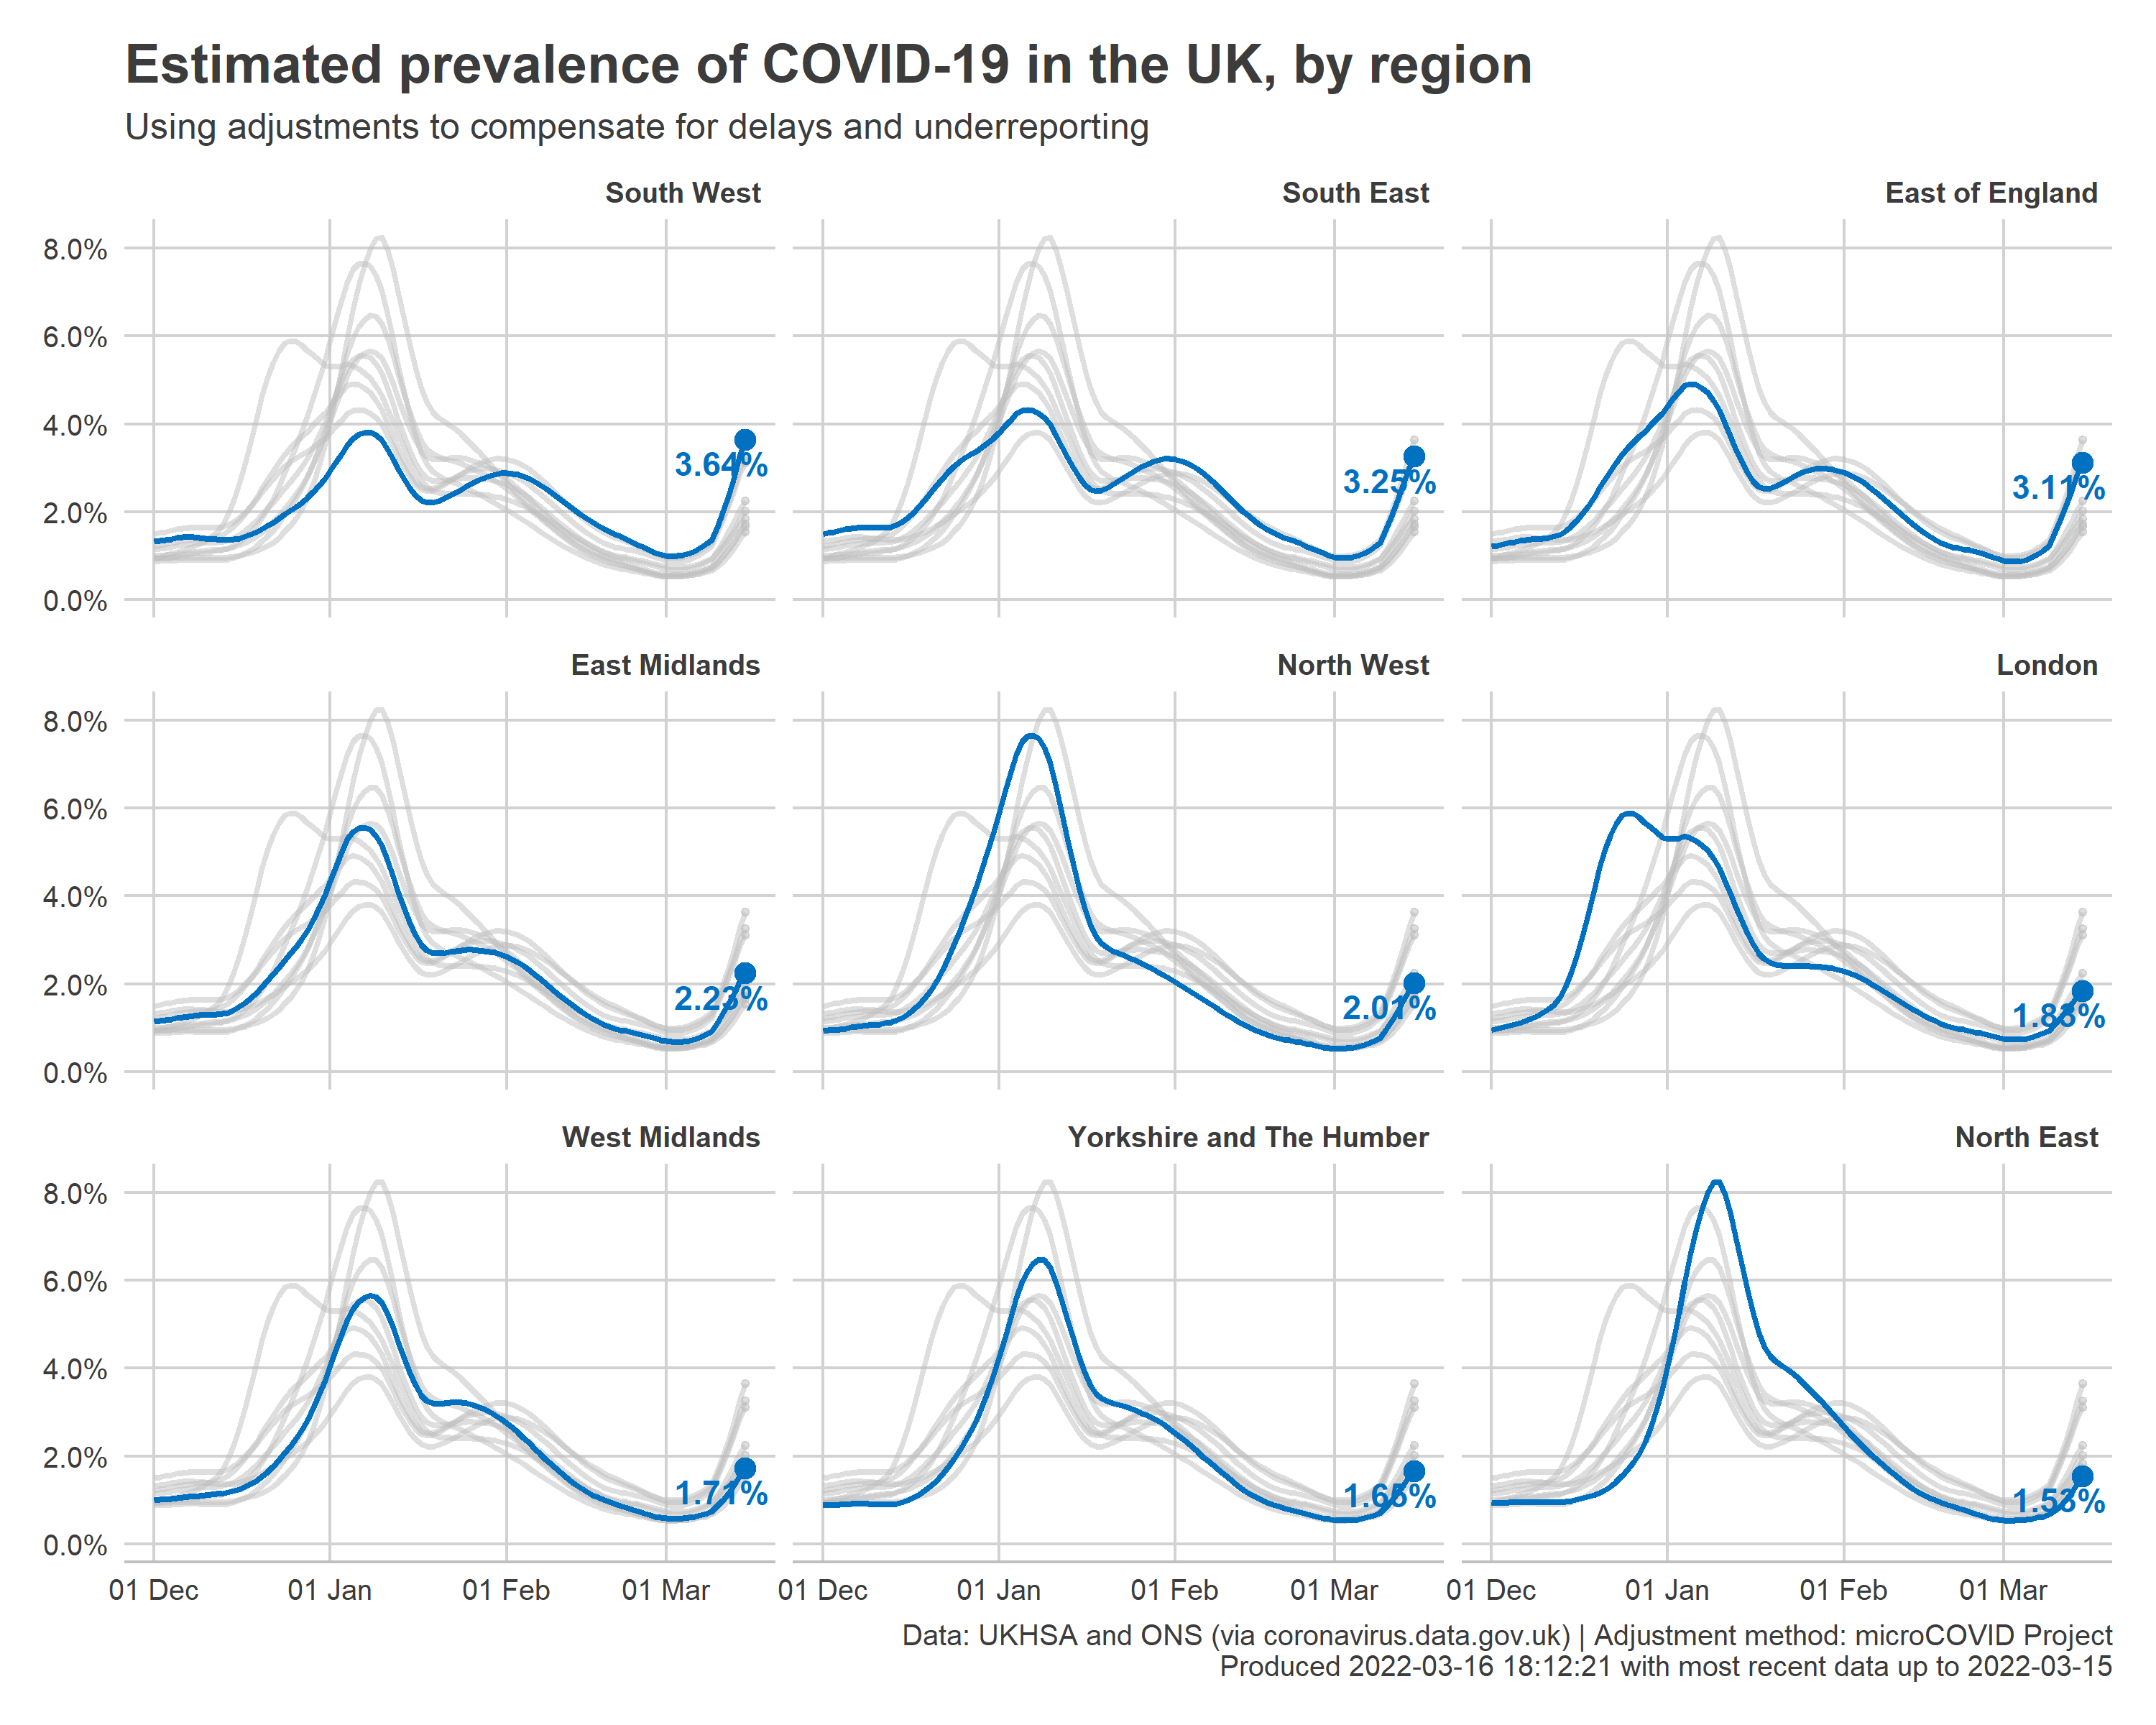 Estimated prevalence of COVID-19 in the UK, by region
Using adjustments to compensate for delays and underreporting
South West
South East
East of England
8.0%
6.0%
4.0%
2.0%
0.0%
3.64%
3.25%
3.11%
East Midlands
North West
London
8.0%
6.0%
4.0%
2.0%
0.0%
2.23%
2.01%
1.83%
West Midlands
Yorkshire and The Humber
North East
8.0%
6.0%
4.0%
2.0%
0.0%
1.71%
1.65%
1.53%
01 Dec 01 Jan 01 Feb 01 Mar
01 Dec 01 Jan 01 Feb 01 Mar
01 Dec 01 Jan 01 Feb 01 Mar
Data: UKHSA and ONS (via coronavirus.data.gov.uk) | Adjustment method: microCOVID Project
Produced 2022-03-16 18:12:21 with most recent data up to 2022-03-15